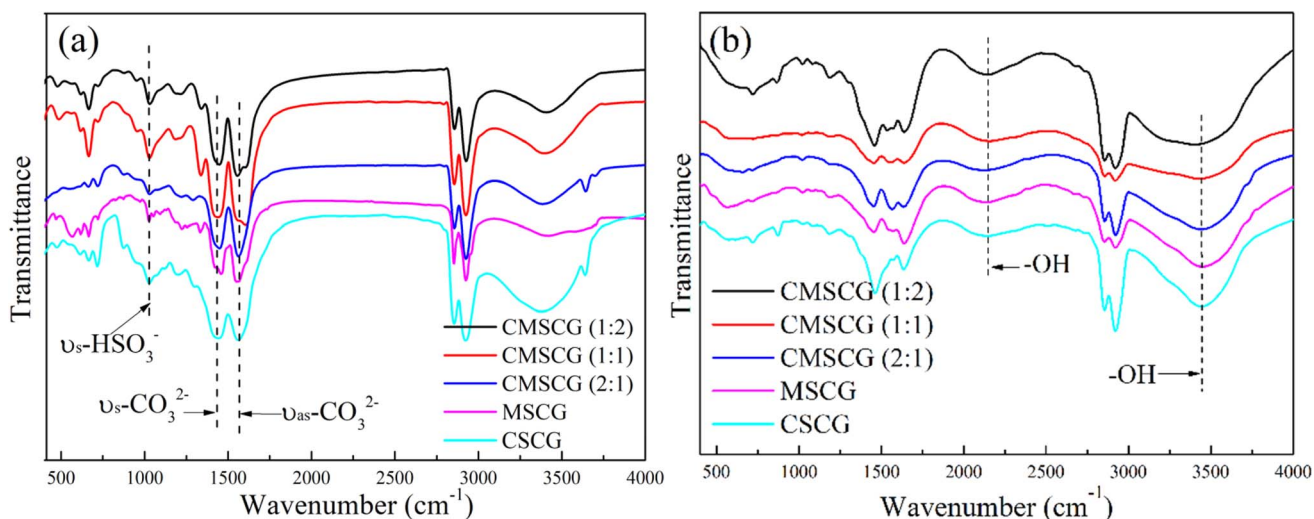 (a)
Transmittance
υs-HSO₃⁻
υs-CO₃²⁻
υas-CO₃²⁻
CMSCG (1:2)
CMSCG (1:1)
CMSCG (2:1)
MSCG
CSCG
500 1000 1500 2000 2500 3000 3500 4000
Wavenumber (cm⁻¹)
(b)
Transmittance
-OH
CMSCG (1:2)
CMSCG (1:1)
CMSCG (2:1)
MSCG
CSCG
-OH
500 1000 1500 2000 2500 3000 3500 4000
Wavenumber (cm⁻¹)